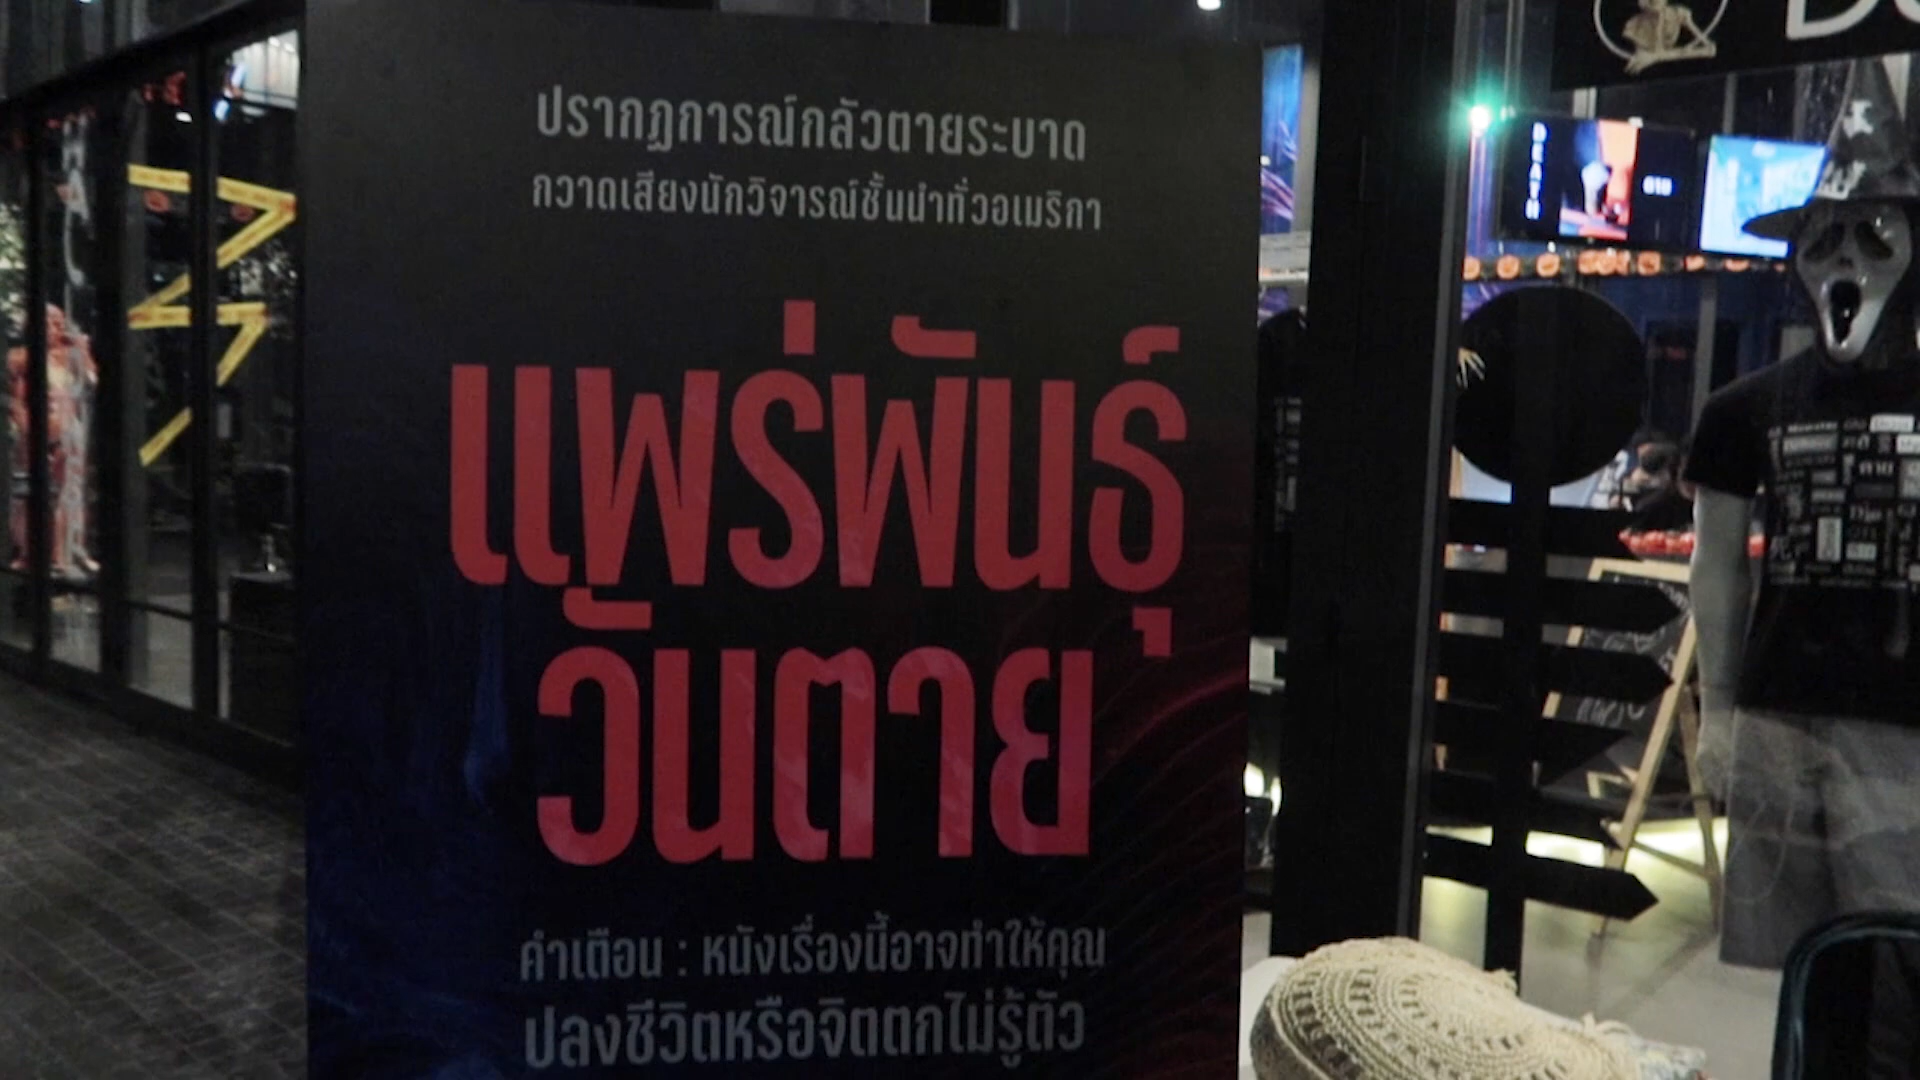 ปรากฏการณ์กลัวตายระบาด
กวาดเสียงนักวิจารณ์ชั้นนำทั่วอเมริกา
แพร่พันธุ์
วันตาย
คำเตือน : หนังเรื่องนี้อาจทำให้คุณ
ปลงชีวิตหรือจิตตกไม่รู้ตัว
DEATH